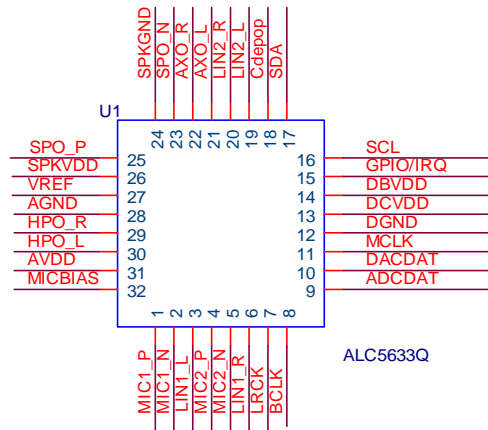 SPKGND
SPO_N
AXO_R
AXO_L
LIN2_R
LIN2_L
Cdepop
SDA
U1
24
23
22
21
20
19
18
17
SPO_P 25
SPKVDD 26
VREF 27
AGND 28
HPO_R 29
HPO_L 30
AVDD 31
MICBIAS 32
16 SCL
15 GPIO/IRQ
14 DBVDD
13 DCVDD
12 DGND
11 MCLK
10 DACDAT
9 ADCDAT
1
2
3
4
5
6
7
8
MIC1_P
MIC1_N
LIN1_L
MIC2_P
MIC2_N
LIN1_R
LRCK
BCLK
ALC5633Q